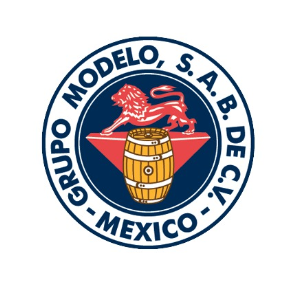 - GRUPO MODELO, S. A. B. DE C.V. -
MEXICO